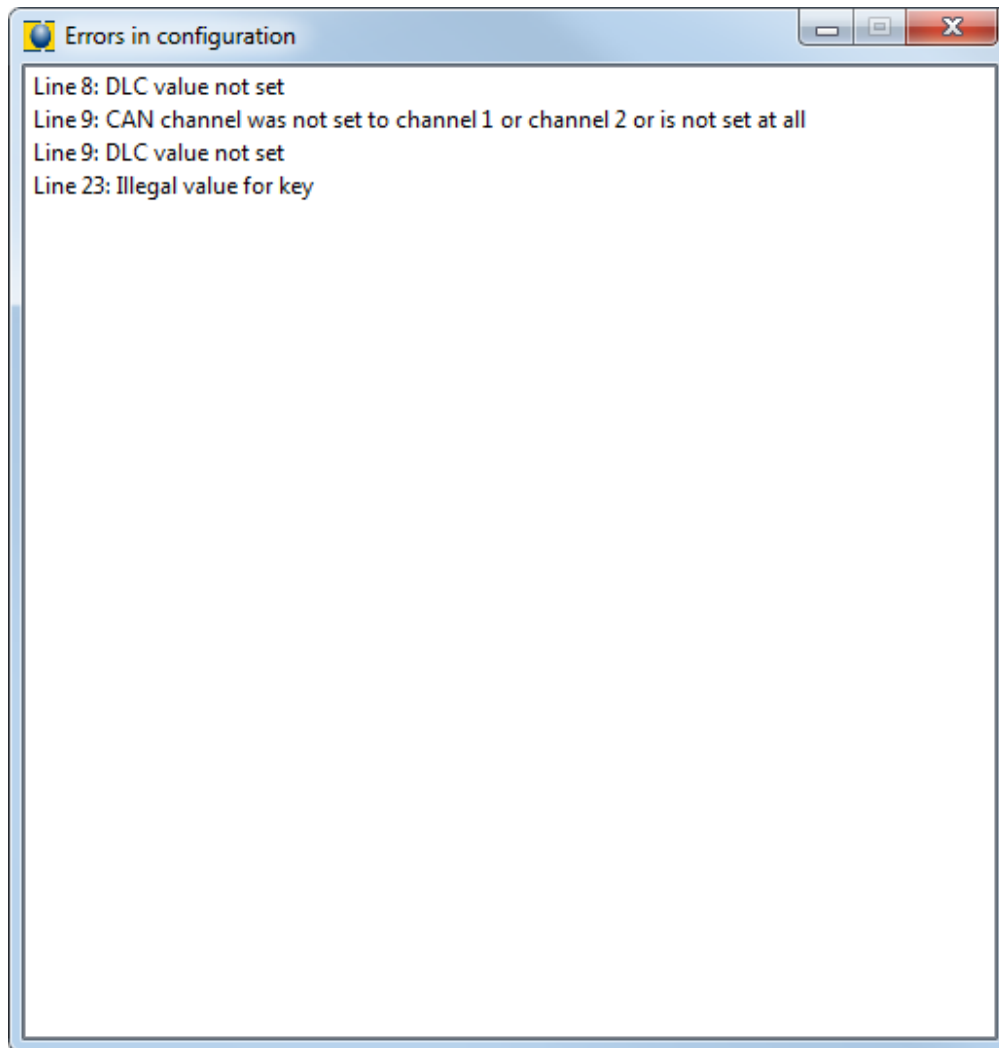 Errors in configuration
Line 8: DLC value not set
Line 9: CAN channel was not set to channel 1 or channel 2 or is not set at all
Line 9: DLC value not set
Line 23: Illegal value for key